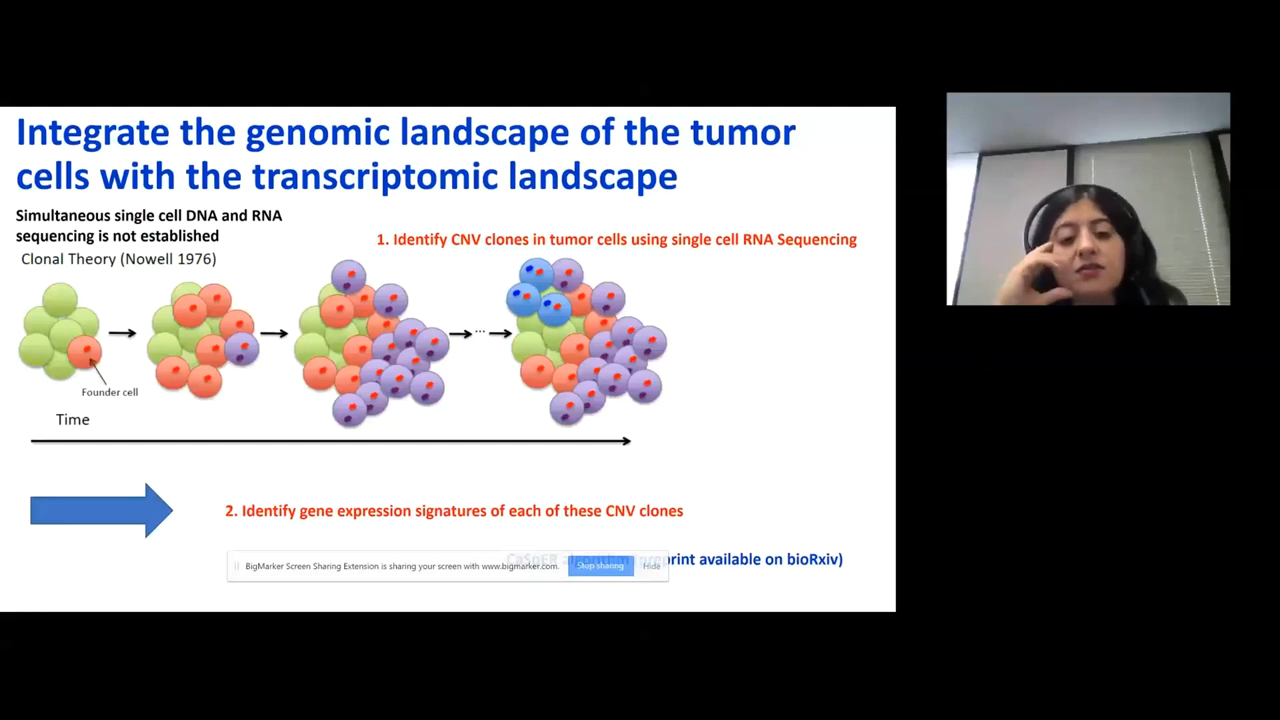 Integrate the genomic landscape of the tumor
cells with the transcriptomic landscape
Simultaneous single cell DNA and RNA
sequencing is not established
Clonal Theory (Nowell 1976)
1. Identify CNV clones in tumor cells using single cell RNA Sequencing
...
Founder cell
Time
2. Identify gene expression signatures of each of these CNV clones
CaSpER algorithm (preprint available on bioRxiv)
BigMarker Screen Sharing Extension is sharing your screen with www.bigmarker.com.
Stop sharing
Hide